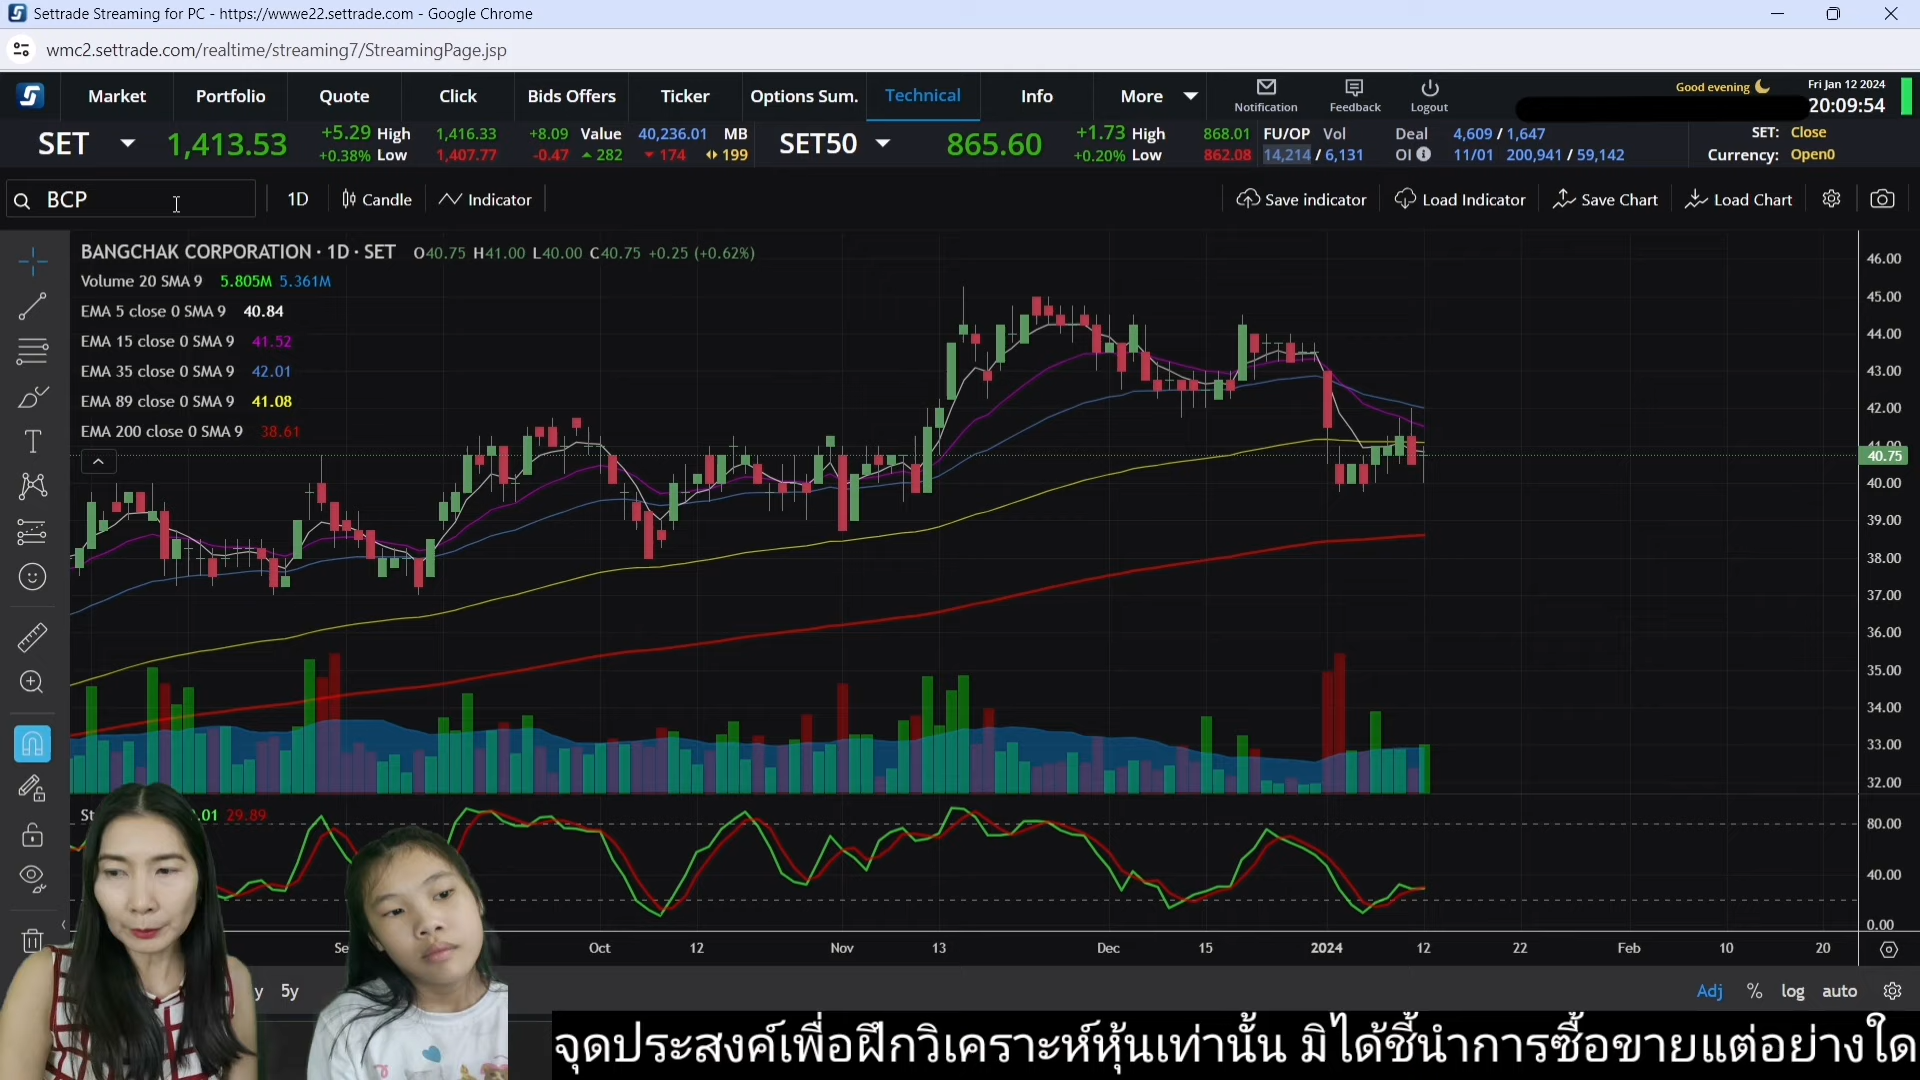 Settrade Streaming for PC - https://wwwe22.settrade.com - Google Chrome
wmc2.settrade.com/realtime/streaming7/StreamingPage.jsp
Market Portfolio Quote Click Bids Offers Ticker Options Sum. Technical Info More Notification Feedback Logout Good evening Fri Jan 12 2024
20:09:54
SET 1,413.53 +5.29 High 1,416.33 +8.09 Value 40,236.01 MB SET50 865.60 +1.73 High 868.01 FU/OP Vol Deal 4,609 / 1,647 SET: Close
+0.38% Low 1,407.77 -0.47 282 174 199 +0.20% Low 862.08 14,214 / 6,131 OI 11/01 200,941 / 59,142 Currency: Open0
BCP 1D Candle Indicator Save indicator Load Indicator Save Chart Load Chart
BANGCHAK CORPORATION · 1D · SET O40.75 H41.00 L40.00 C40.75 +0.25 (+0.62%)
Volume 20 SMA 9 5.805M 5.361M
EMA 5 close 0 SMA 9 40.84
EMA 15 close 0 SMA 9 41.52
EMA 35 close 0 SMA 9 42.01
EMA 89 close 0 SMA 9 41.08
EMA 200 close 0 SMA 9 38.61
46.00
45.00
44.00
43.00
42.00
41.00
40.75
40.00
39.00
38.00
37.00
36.00
35.00
34.00
33.00
32.00
St .01 29.89
80.00
40.00
0.00
Se Oct 12 Nov 13 Dec 15 2024 12 22 Feb 10 20
y 5y Adj % log auto
จุดประสงค์เพื่อฝึกวิเคราะห์หุ้นเท่านั้น มิได้ชี้นำการซื้อขายแต่อย่างใด